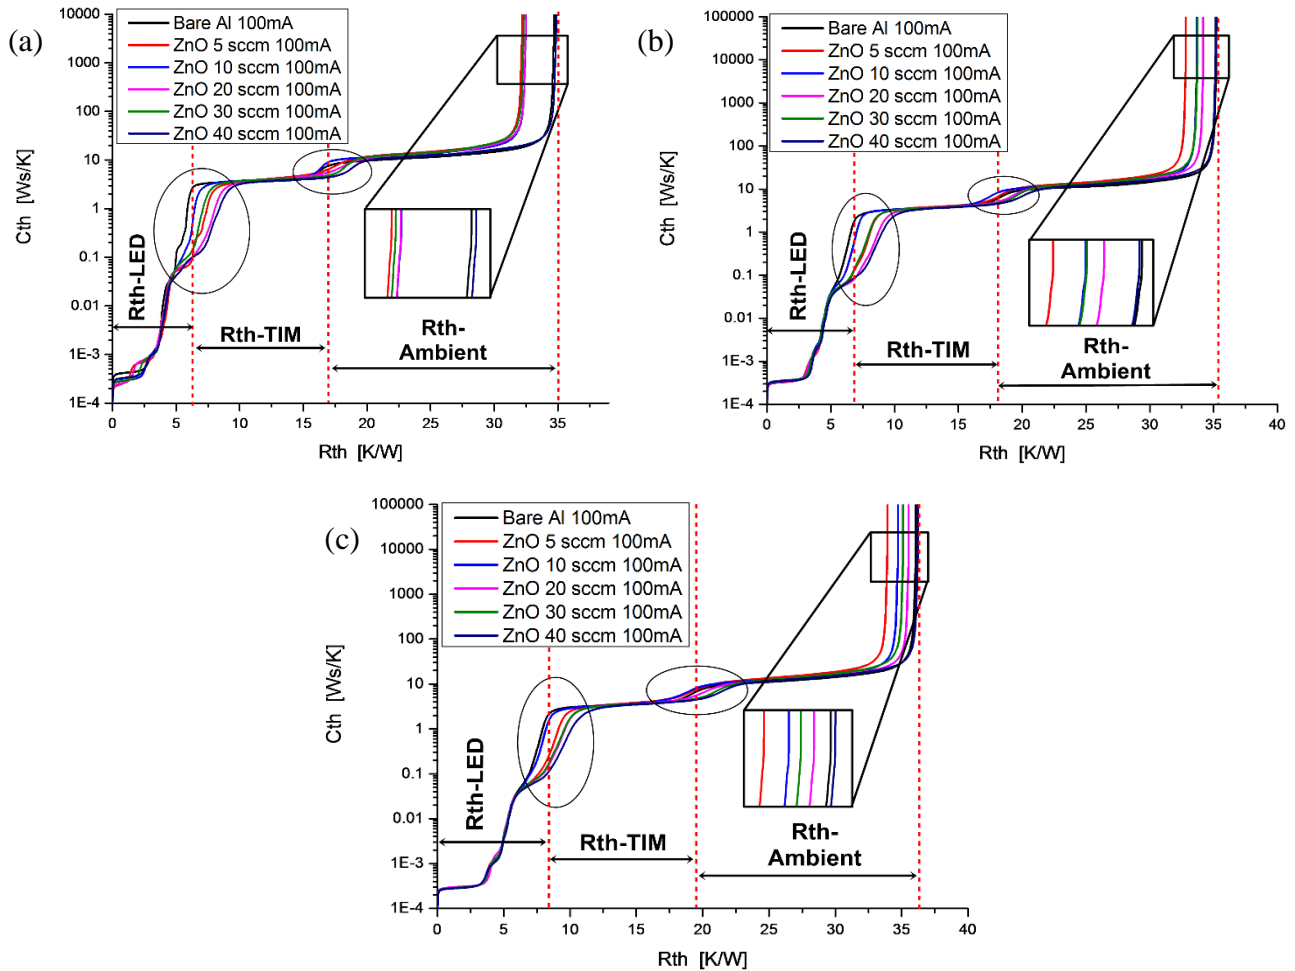 (a)
Bare Al 100mA
ZnO 5 sccm 100mA
ZnO 10 sccm 100mA
ZnO 20 sccm 100mA
ZnO 30 sccm 100mA
ZnO 40 sccm 100mA
10000
1000
100
10
1
0.1
0.01
1E-3
1E-4
Cth [Ws/K]
Rth-LED
Rth-TIM
Rth-
Ambient
0 5 10 15 20 25 30 35
Rth [K/W]
(b)
Bare Al 100mA
ZnO 5 sccm 100mA
ZnO 10 sccm 100mA
ZnO 20 sccm 100mA
ZnO 30 sccm 100mA
ZnO 40 sccm 100mA
100000
10000
1000
100
10
1
0.1
0.01
1E-3
1E-4
Cth [Ws/K]
Rth-LED
Rth-TIM
Rth-
Ambient
0 5 10 15 20 25 30 35 40
Rth [K/W]
(c)
Bare Al 100mA
ZnO 5 sccm 100mA
ZnO 10 sccm 100mA
ZnO 20 sccm 100mA
ZnO 30 sccm 100mA
ZnO 40 sccm 100mA
100000
10000
1000
100
10
1
0.1
0.01
1E-3
1E-4
Cth [Ws/K]
Rth-LED
Rth-TIM
Rth-
Ambient
0 5 10 15 20 25 30 35 40
Rth [K/W]